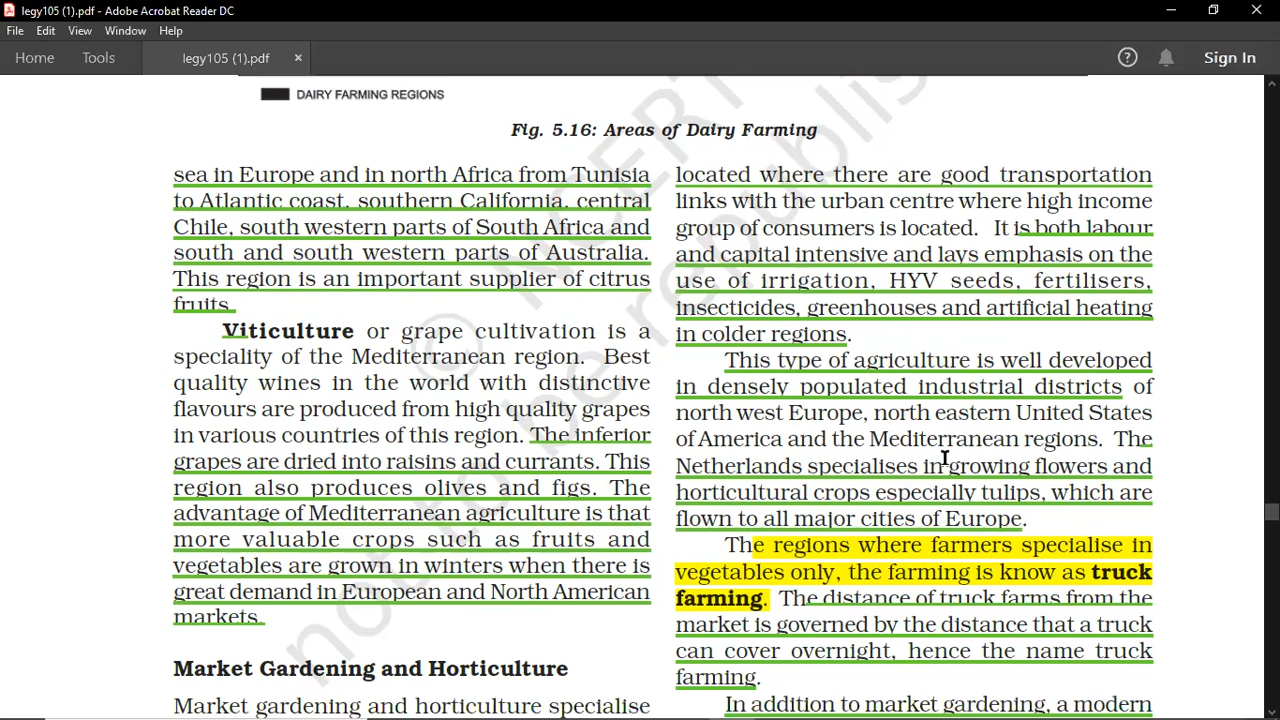 legy105 (1).pdf - Adobe Acrobat Reader DC
File Edit View Window Help
Home Tools legy105 (1).pdf × ? Sign In
DAIRY FARMING REGIONS
Fig. 5.16: Areas of Dairy Farming
sea in Europe and in north Africa from Tunisia
to Atlantic coast, southern California, central
Chile, south western parts of South Africa and
south and south western parts of Australia.
This region is an important supplier of citrus
fruits.
Viticulture or grape cultivation is a
speciality of the Mediterranean region. Best
quality wines in the world with distinctive
flavours are produced from high quality grapes
in various countries of this region. The inferior
grapes are dried into raisins and currants. This
region also produces olives and figs. The
advantage of Mediterranean agriculture is that
more valuable crops such as fruits and
vegetables are grown in winters when there is
great demand in European and North American
markets.
Market Gardening and Horticulture
Market gardening and horticulture specialise
located where there are good transportation
links with the urban centre where high income
group of consumers is located. It is both labour
and capital intensive and lays emphasis on the
use of irrigation, HYV seeds, fertilisers,
insecticides, greenhouses and artificial heating
in colder regions.
This type of agriculture is well developed
in densely populated industrial districts of
north west Europe, north eastern United States
of America and the Mediterranean regions. The
Netherlands specialises in growing flowers and
horticultural crops especially tulips, which are
flown to all major cities of Europe.
The regions where farmers specialise in
vegetables only, the farming is know as truck
farming. The distance of truck farms from the
market is governed by the distance that a truck
can cover overnight, hence the name truck
farming.
In addition to market gardening, a modern
© NCERT
not to be republis